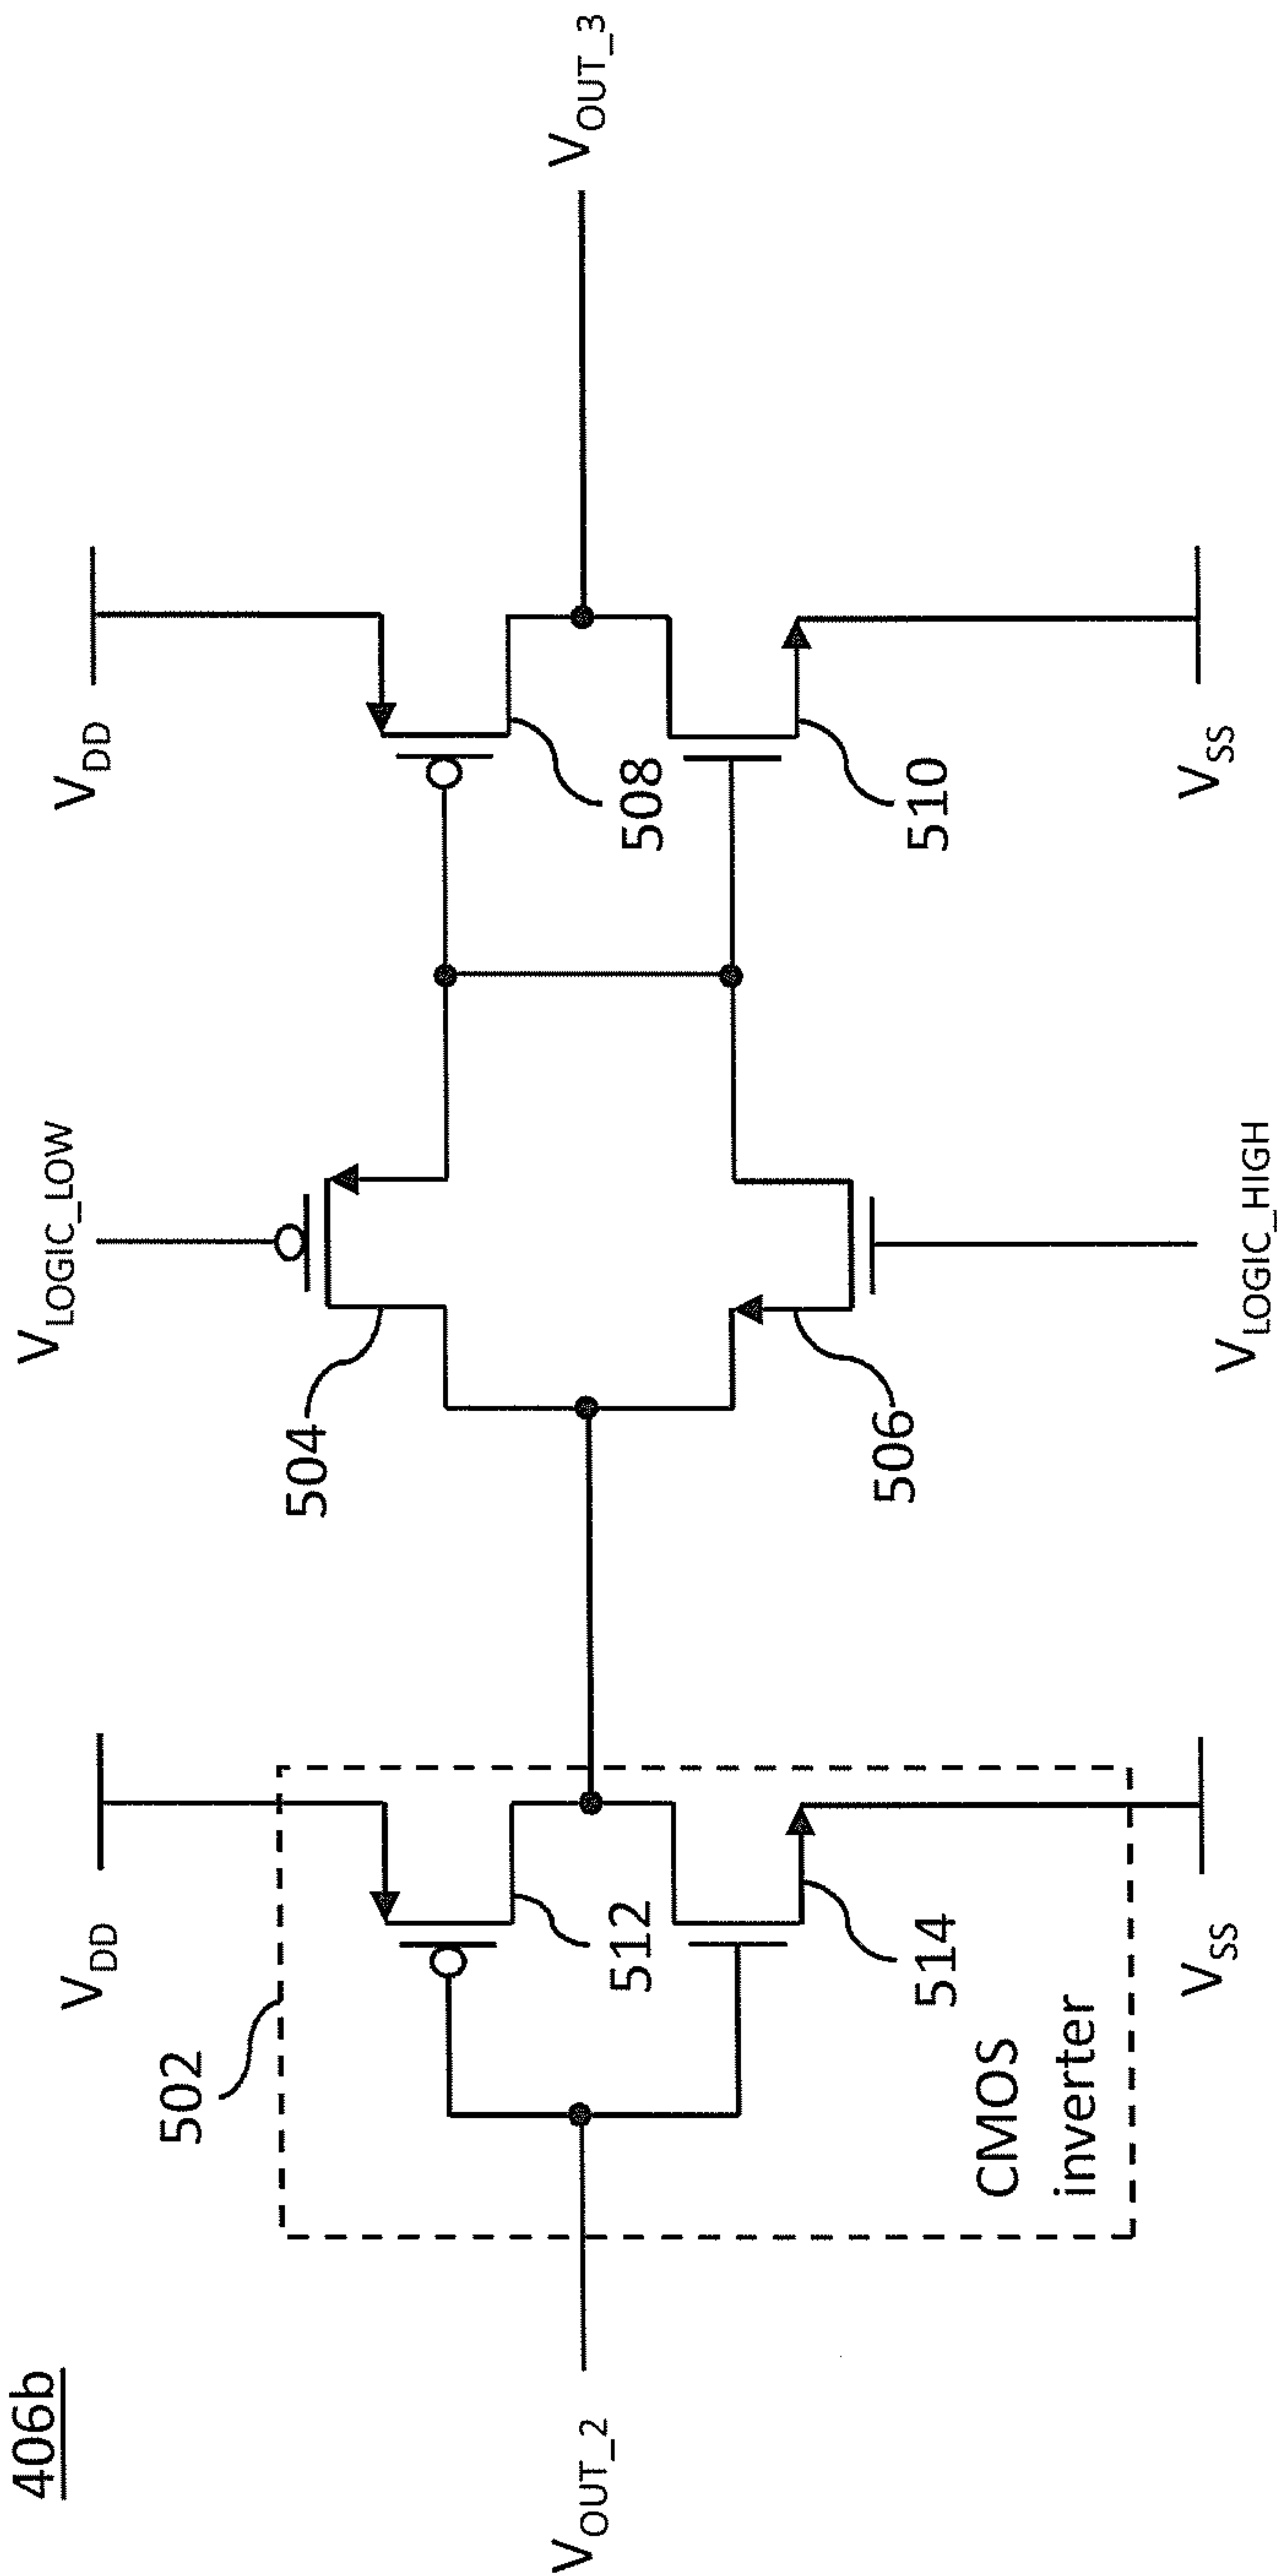 406b
V_LOGIC_LOW
V_DD
V_DD
502
504
508
512
V_OUT_2
V_OUT_3
506
510
514
CMOS
inverter
V_SS
V_LOGIC_HIGH
V_SS